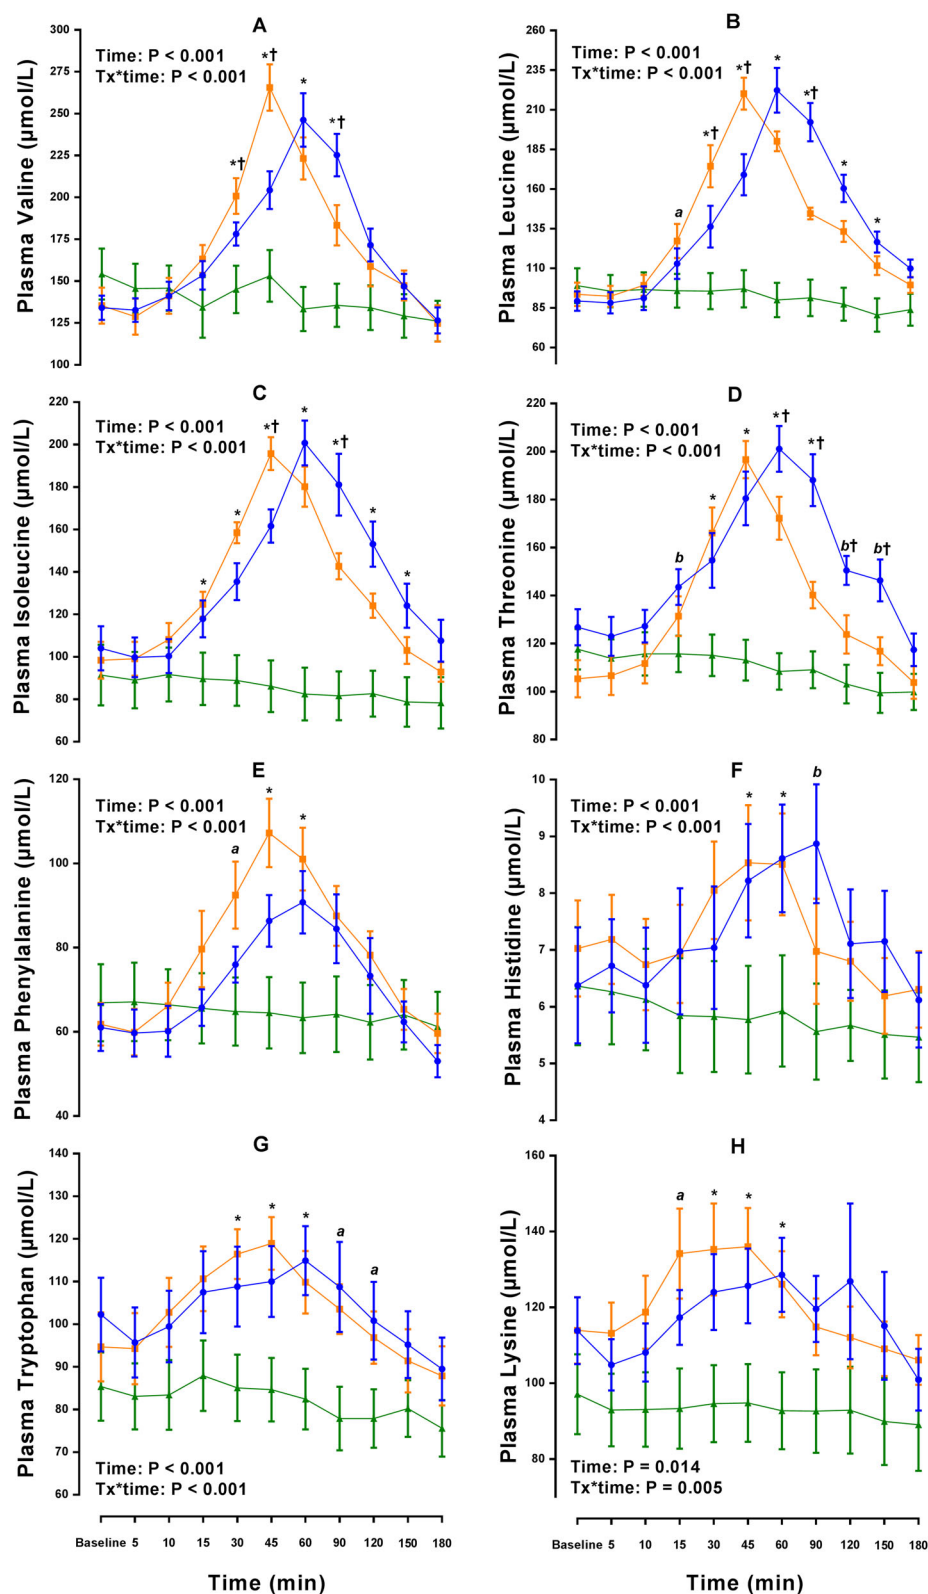 A
Plasma Valine (μmol/L)
300
275
250
225
200
175
150
125
100
Time: P < 0.001
Tx*time: P < 0.001
*†
*†
*
*†
B
Plasma Leucine (μmol/L)
260
235
210
185
160
135
110
85
60
Time: P < 0.001
Tx*time: P < 0.001
a
*†
*†
*
*†
*
*
C
Plasma Isoleucine (μmol/L)
220
200
180
160
140
120
100
80
60
Time: P < 0.001
Tx*time: P < 0.001
*
*
*†
*
*†
*
*
D
Plasma Threonine (μmol/L)
220
200
180
160
140
120
100
80
Time: P < 0.001
Tx*time: P < 0.001
b
*
*
*†
*†
b†
b†
E
Plasma Phenylalanine (μmol/L)
120
100
80
60
40
Time: P < 0.001
Tx*time: P < 0.001
a
*
*
F
Plasma Histidine (μmol/L)
10
9
8
7
6
5
4
Time: P < 0.001
Tx*time: P < 0.001
*
*
b
G
Plasma Tryptophan (μmol/L)
140
130
120
110
100
90
80
70
60
*
*
*
a
a
Time: P < 0.001
Tx*time: P < 0.001
Baseline 5 10 15 30 45 60 90 120 150 180
Time (min)
H
Plasma Lysine (μmol/L)
160
140
120
100
80
a
*
*
*
Time: P = 0.014
Tx*time: P = 0.005
Baseline 5 10 15 30 45 60 90 120 150 180
Time (min)